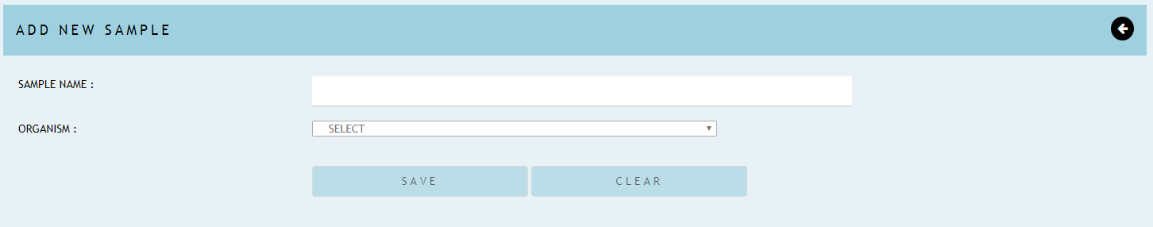 ADD NEW SAMPLE
SAMPLE NAME :
ORGANISM :
SELECT
SAVE
CLEAR